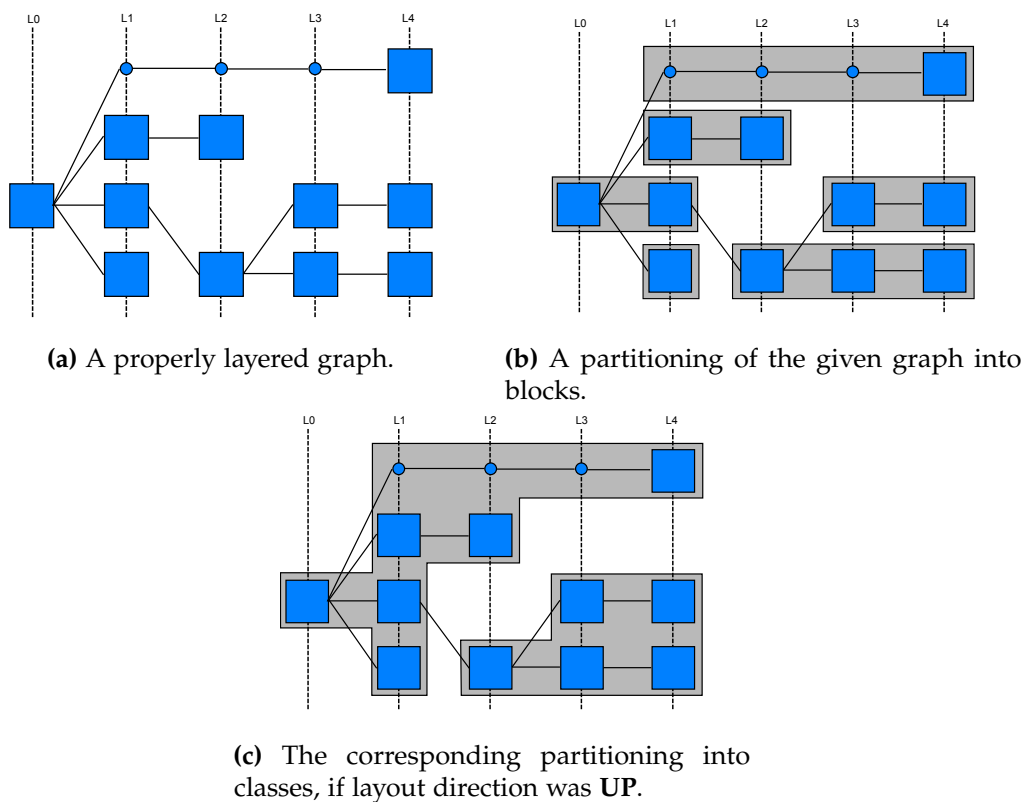 L0 L1 L2 L3 L4
L0 L1 L2 L3 L4
(a) A properly layered graph.
(b) A partitioning of the given graph into
blocks.
L0 L1 L2 L3 L4
(c) The corresponding partitioning into
classes, if layout direction was UP.